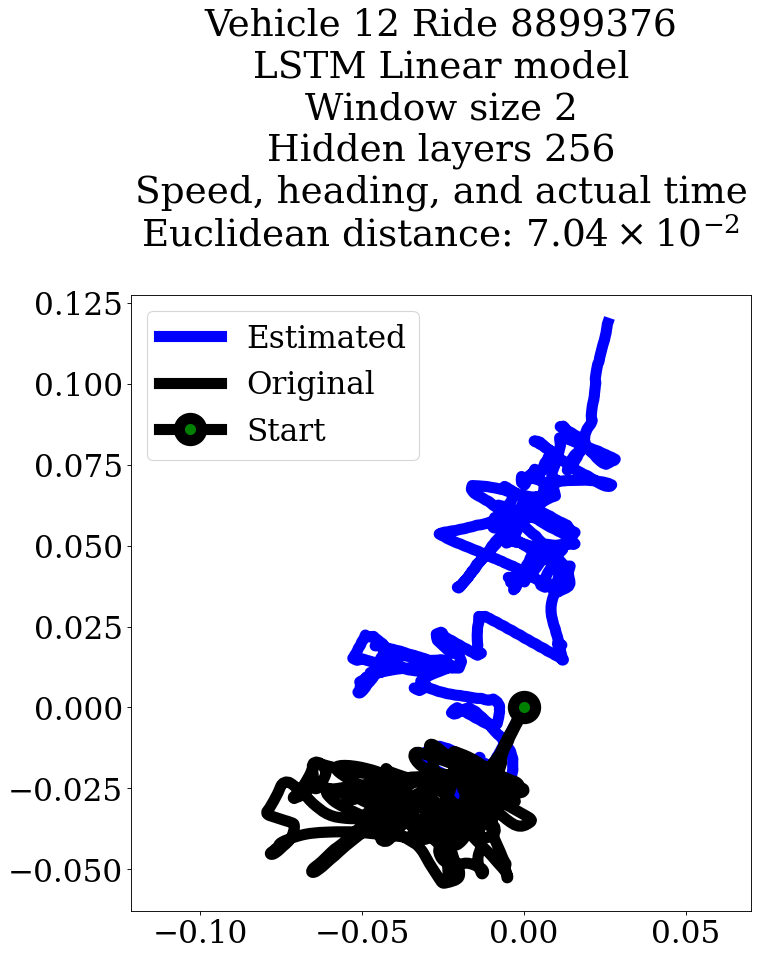 Vehicle 12 Ride 8899376
LSTM Linear model
Window size 2
Hidden layers 256
Speed, heading, and actual time
Euclidean distance: 7.04 × 10⁻²
0.125
0.100
0.075
0.050
0.025
0.000
−0.025
−0.050
Estimated
Original
Start
−0.10
−0.05
0.00
0.05